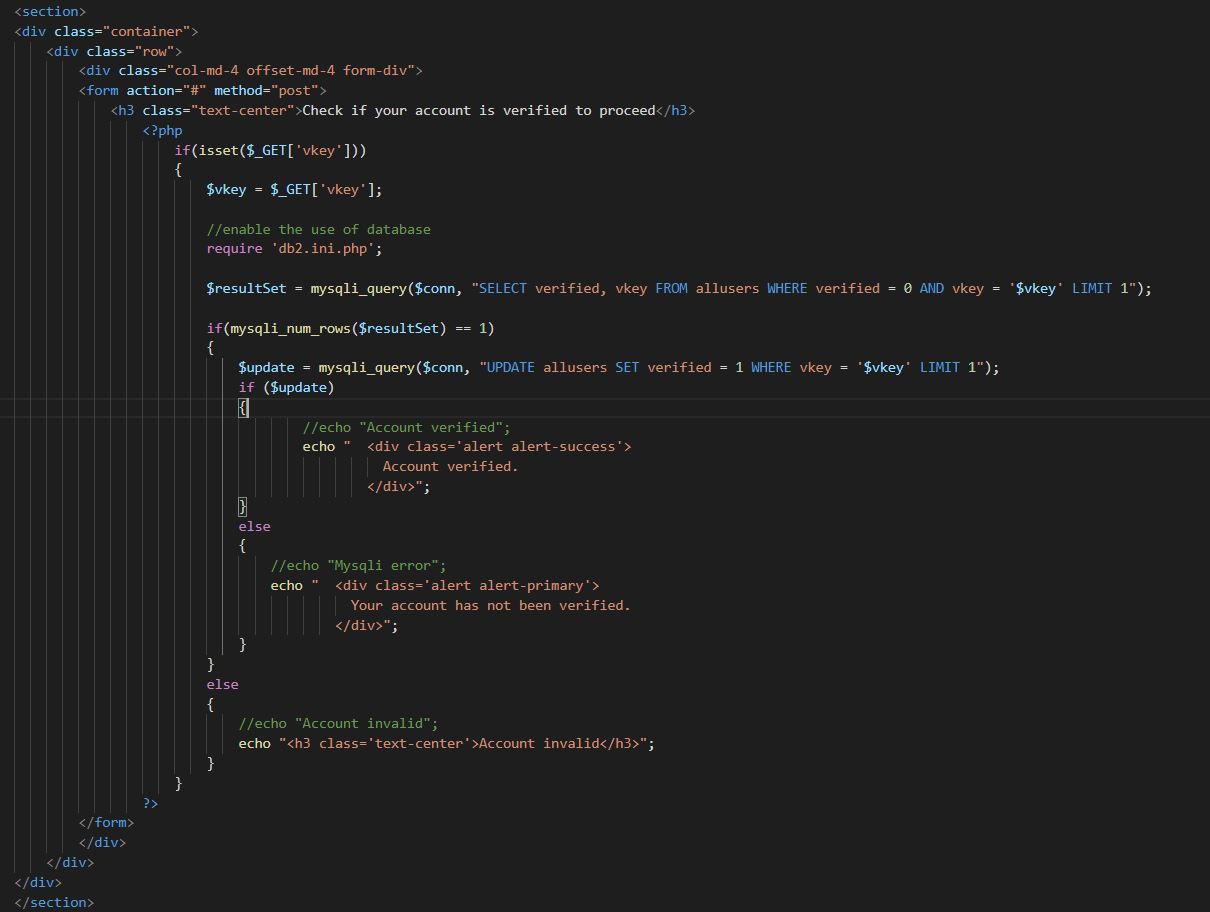 <section>
<div class="container">
<div class="row">
<div class="col-md-4 offset-md-4 form-div">
<form action="#" method="post">
<h3 class="text-center">Check if your account is verified to proceed</h3>
<?php
if(isset($_GET['vkey']))
{
$vkey = $_GET['vkey'];
//enable the use of database
require 'db2.ini.php';
$resultSet = mysqli_query($conn, "SELECT verified, vkey FROM allusers WHERE verified = 0 AND vkey = '$vkey' LIMIT 1");
if(mysqli_num_rows($resultSet) == 1)
{
$update = mysqli_query($conn, "UPDATE allusers SET verified = 1 WHERE vkey = '$vkey' LIMIT 1");
if ($update)
{
//echo "Account verified";
echo "  <div class='alert alert-success'>
Account verified.
</div>";
}
else
{
//echo "Mysqli error";
echo "  <div class='alert alert-primary'>
Your account has not been verified.
</div>";
}
}
else
{
//echo "Account invalid";
echo "<h3 class='text-center'>Account invalid</h3>";
}
}
?>
</form>
</div>
</div>
</div>
</section>